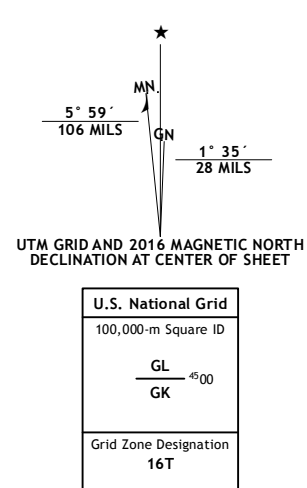 ★
MN.
5° 59´
106 MILS
GN
1° 35´
28 MILS
UTM GRID AND 2016 MAGNETIC NORTH
DECLINATION AT CENTER OF SHEET
U.S. National Grid
100,000-m Square ID
GL
4500
GK
Grid Zone Designation
16T